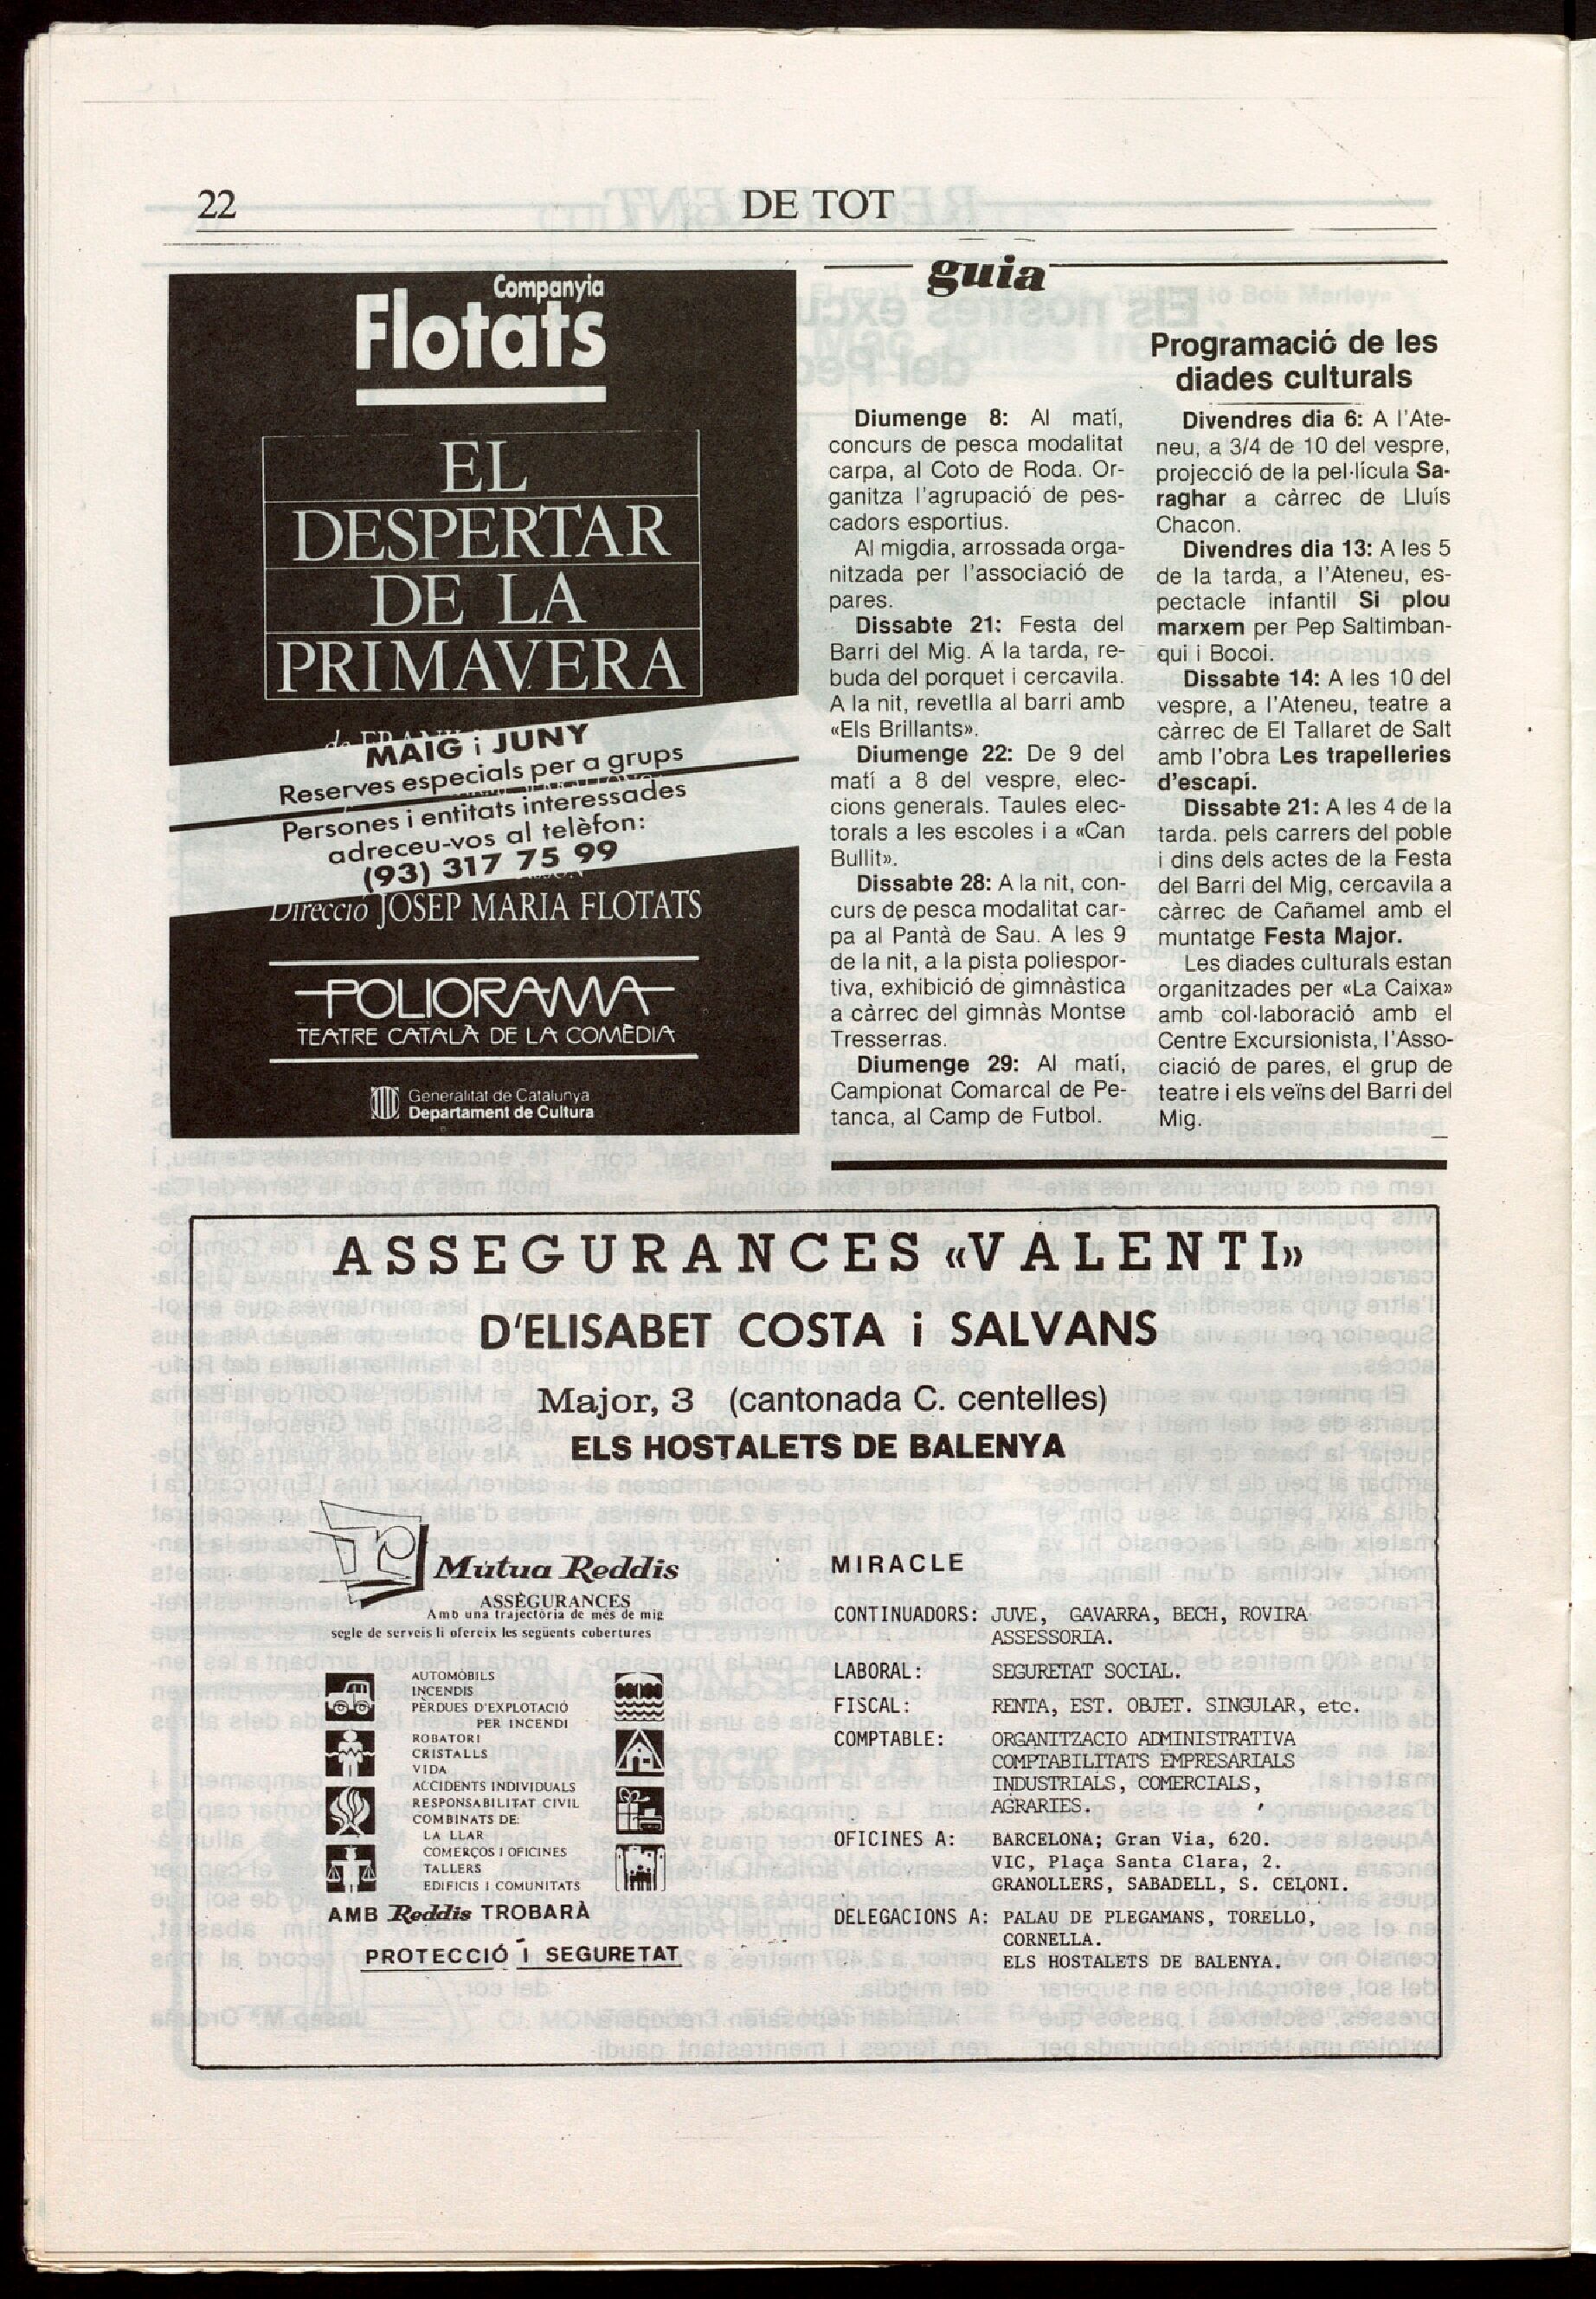 22
DE TOT
Companyia
Flotats
EL
DESPERTAR
DE LA
PRIMAVERA
MAIG i JUNY
Reserves especials per a grups
Persones i entitats interessades
adreceu-vos al telèfon:
(93) 317 75 99
Direcció JOSEP MARIA FLOTATS
POLIORAMA
TEATRE CATALÀ DE LA COMÈDIA
Generalitat de Catalunya
Departament de Cultura
guia
Diumenge 8: Al matí,
concurs de pesca modalitat
carpa, al Coto de Roda. Or-
ganitza l'agrupació de pes-
cadors esportius.
Al migdia, arrossada orga-
nitzada per l'associació de
pares.
Dissabte 21: Festa del
Barri del Mig. A la tarda, re-
buda del porquet i cercavila.
A la nit, revetlla al barri amb
«Els Brillants».
Diumenge 22: De 9 del
matí a 8 del vespre, elec-
cions generals. Taules elec-
torals a les escoles i a «Can
Bullit».
Dissabte 28: A la nit, con-
curs de pesca modalitat car-
pa al Pantà de Sau. A les 9
de la nit, a la pista poliespor-
tiva, exhibició de gimnàstica
a càrrec del gimnàs Montse
Tresserras.
Diumenge 29: Al matí,
Campionat Comarcal de Pe-
tanca, al Camp de Futbol.
Programació de les
diades culturals
Divendres dia 6: A l'Ate-
neu, a 3/4 de 10 del vespre,
projecció de la pel·lícula Sa-
raghar a càrrec de Lluís
Chacon.
Divendres dia 13: A les 5
de la tarda, a l'Ateneu, es-
pectacle infantil Si plou
marxem per Pep Saltimban-
qui i Bocoi.
Dissabte 14: A les 10 del
vespre, a l'Ateneu, teatre a
càrrec de El Tallaret de Salt
amb l'obra Les trapelleries
d'escapí.
Dissabte 21: A les 4 de la
tarda. pels carrers del poble
i dins dels actes de la Festa
del Barri del Mig, cercavila a
càrrec de Cañamel amb el
muntatge Festa Major.
Les diades culturals estan
organitzades per «La Caixa»
amb col·laboració amb el
Centre Excursionista, l'Asso-
ciació de pares, el grup de
teatre i els veïns del Barri del
Mig.
ASSEGURANCES «VALENTI»
D'ELISABET COSTA i SALVANS
Major, 3 (cantonada C. centelles)
ELS HOSTALETS DE BALENYA
Mútua Reddis
ASSEGURANCES
Amb una trajectòria de més de mig
segle de serveis li ofereix les següents cobertures
AUTOMÒBILS
INCENDIS
PÈRDUES D'EXPLOTACIÓ
PER INCENDI
ROBATORI
CRISTALLS
VIDA
ACCIDENTS INDIVIDUALS
RESPONSABILITAT CIVIL
COMBINATS DE:
LA LLAR
COMERÇOS I OFICINES
TALLERS
EDIFICIS I COMUNITATS
AMB Reddis TROBARÀ
PROTECCIÓ I SEGURETAT
MIRACLE
CONTINUADORS: JUVE, GAVARRA, BECH, ROVIRA
ASSESSORIA.
LABORAL: SEGURETAT SOCIAL.
FISCAL: RENTA, EST. OBJET. SINGULAR, etc.
COMPTABLE: ORGANITZACIO ADMINISTRATIVA
COMPTABILITATS EMPRESARIALS
INDUSTRIALS, COMERCIALS,
AGRARIES.
OFICINES A: BARCELONA; Gran Via, 620.
VIC, Plaça Santa Clara, 2.
GRANOLLERS, SABADELL, S. CELONI.
DELEGACIONS A: PALAU DE PLEGAMANS, TORELLO,
CORNELLA.
ELS HOSTALETS DE BALENYA.